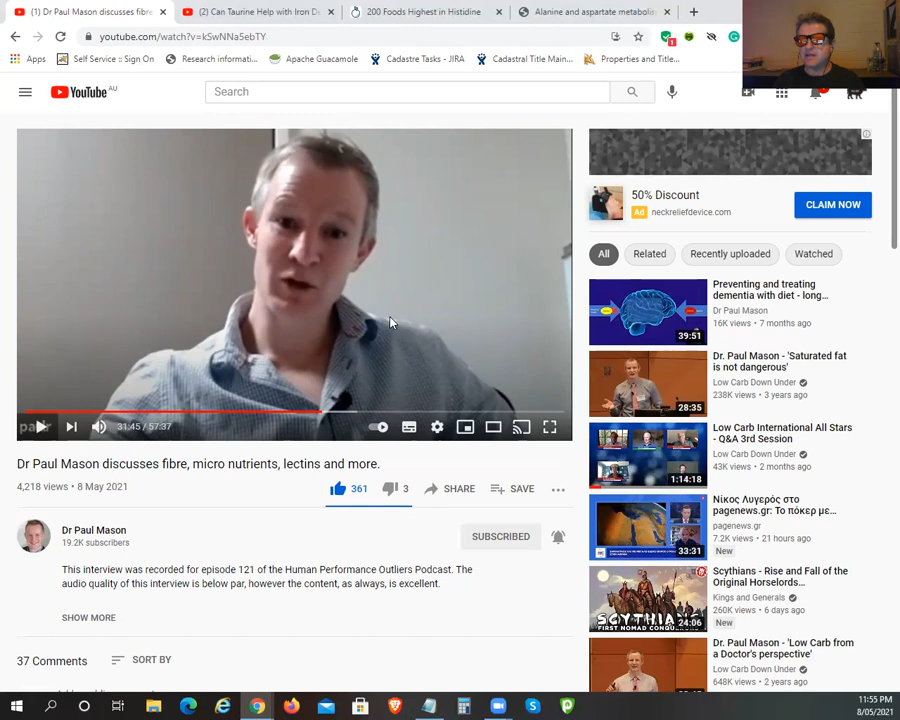 (1) Dr Paul Mason discusses fibre
(2) Can Taurine Help with Iron D
200 Foods Highest in Histidine
Alanine and aspartate metabolis
youtube.com/watch?v=kSwNNa5ebTY
1
Apps
Self Service :: Sign On
Research informati...
Apache Guacamole
Cadastre Tasks - JIRA
Cadastral Title Main...
Properties and Title...
YouTube AU
Search
50% Discount
Ad neckreliefdevice.com
CLAIM NOW
All
Related
Recently uploaded
Watched
31:45 / 57:37
Dr Paul Mason discusses fibre, micro nutrients, lectins and more.
4,218 views • 8 May 2021
361
3
SHARE
SAVE
Dr Paul Mason
19.2K subscribers
SUBSCRIBED
This interview was recorded for episode 121 of the Human Performance Outliers Podcast. The
audio quality of this interview is below par, however the content, as always, is excellent.
SHOW MORE
37 Comments
SORT BY
Preventing and treating
dementia with diet - long...
Dr Paul Mason
16K views • 7 months ago
39:51
Dr. Paul Mason - 'Saturated
fat is not dangerous'
Low Carb Down Under
238K views • 3 years ago
28:35
Low Carb International All Stars
- Q&A 3rd Session
Low Carb Down Under
43K views • 2 months ago
1:14:18
Νίκος Λυγερός στο
pagenews.gr: Το πόκερ με...
pagenews.gr
7.2K views • 21 hours ago
New
33:31
Scythians - Rise and Fall of the
Original Horselords...
Kings and Generals
260K views • 6 days ago
New
SCYTHIANS
FIRST NOMAD CONQUERORS
24:06
Dr. Paul Mason - 'Low Carb from
a Doctor's perspective'
Low Carb Down Under
648K views • 2 years ago
11:55 PM
8/05/2021